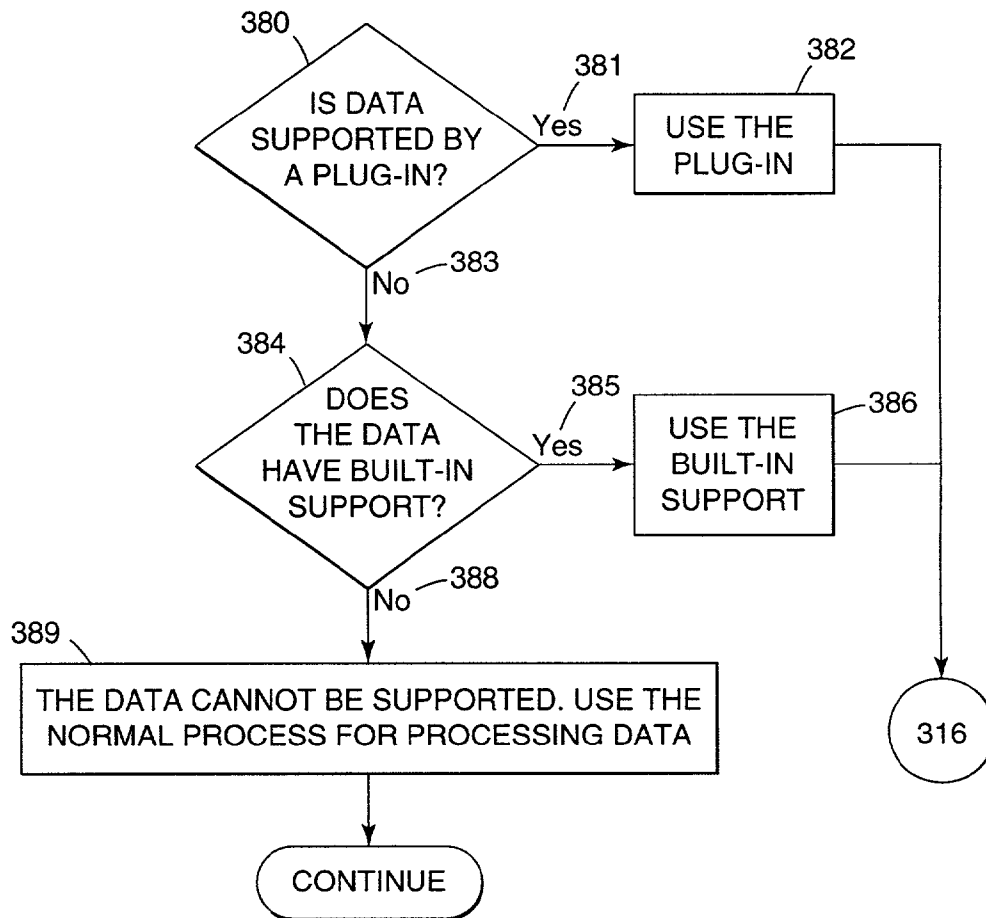 380
IS DATA
SUPPORTED BY
A PLUG-IN?
381
Yes
382
USE THE
PLUG-IN
No
383
384
DOES
THE DATA
HAVE BUILT-IN
SUPPORT?
385
Yes
386
USE THE
BUILT-IN
SUPPORT
No
388
389
THE DATA CANNOT BE SUPPORTED. USE THE
NORMAL PROCESS FOR PROCESSING DATA
316
CONTINUE